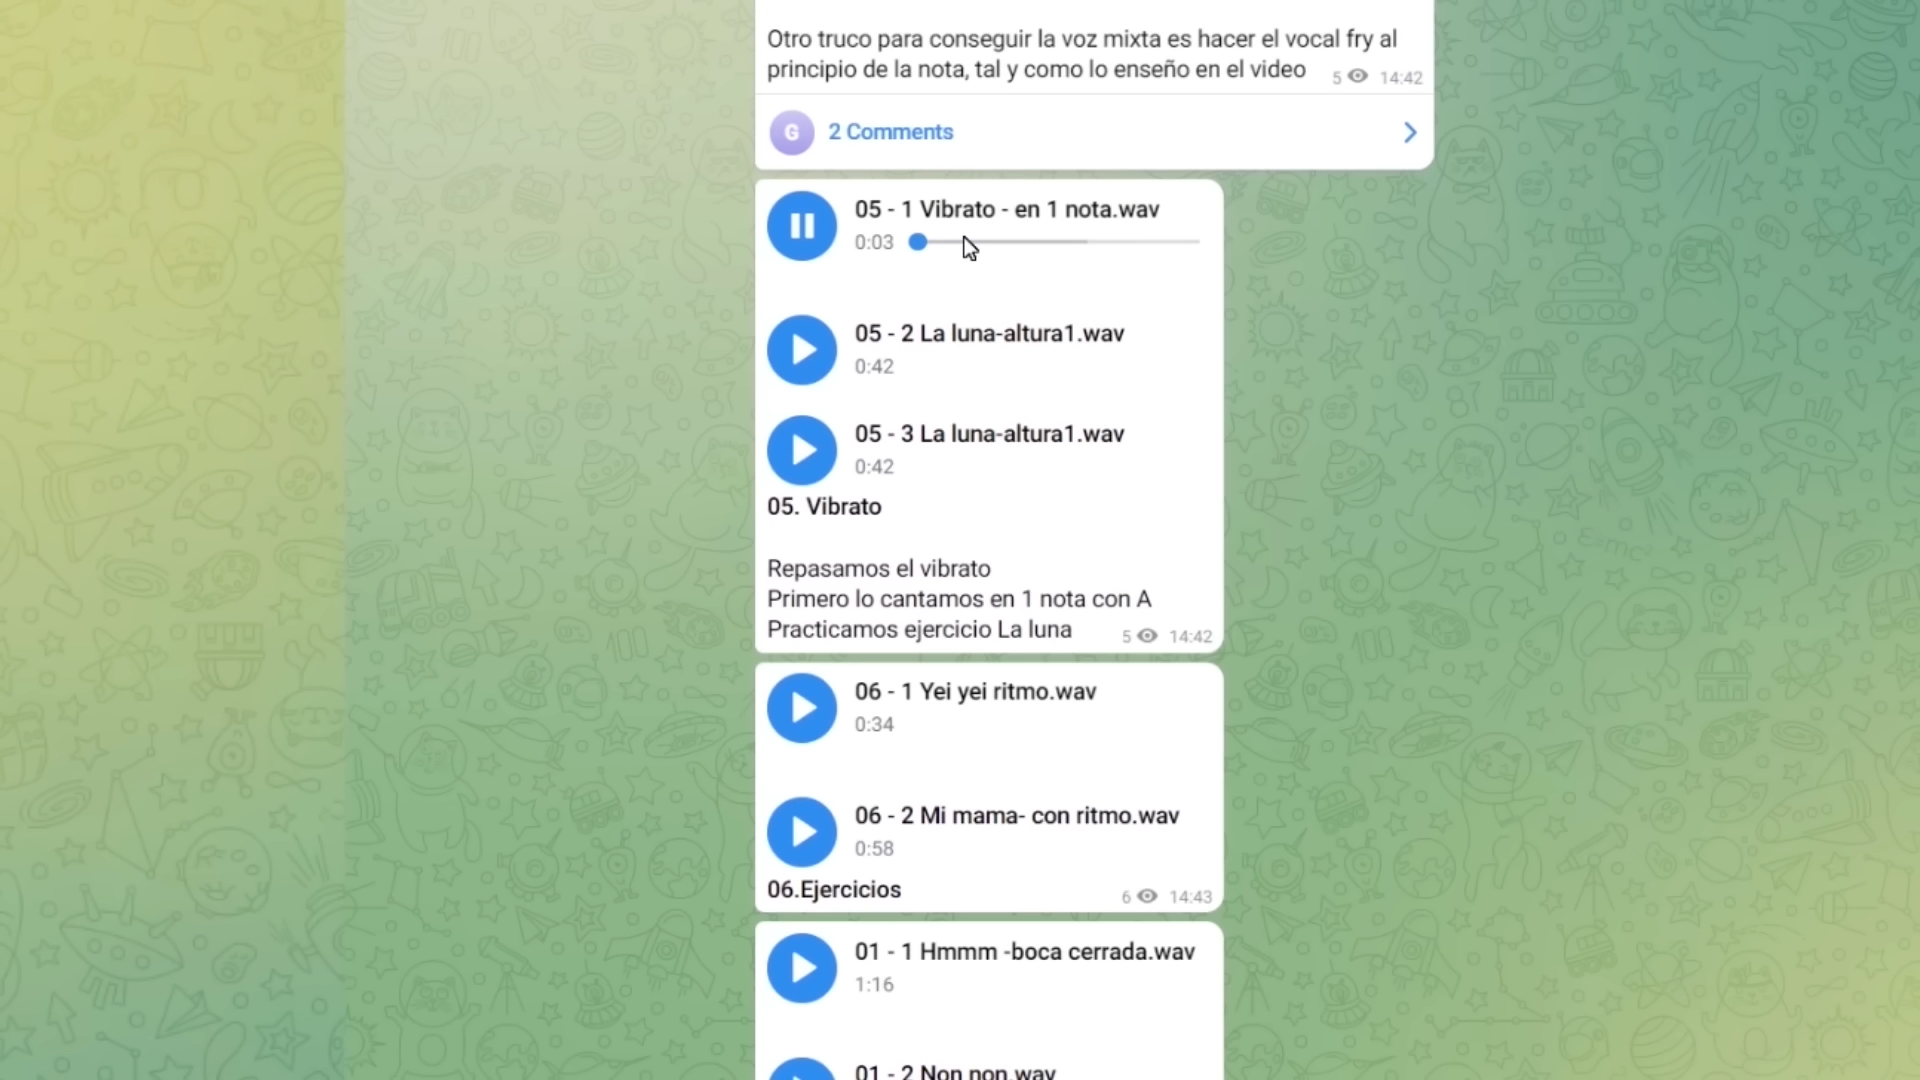 Otro truco para conseguir la voz mixta es hacer el vocal fry al
principio de la nota, tal y como lo enseño en el video
5 14:42
G
2 Comments
05 - 1 Vibrato - en 1 nota.wav
0:03
05 - 2 La luna-altura1.wav
0:42
05 - 3 La luna-altura1.wav
0:42
05. Vibrato
Repasamos el vibrato
Primero lo cantamos en 1 nota con A
Practicamos ejercicio La luna
5 14:42
06 - 1 Yei yei ritmo.wav
0:34
06 - 2 Mi mama- con ritmo.wav
0:58
06.Ejercicios
6 14:43
01 - 1 Hmmm -boca cerrada.wav
1:16
01 - 2 Non non.wav